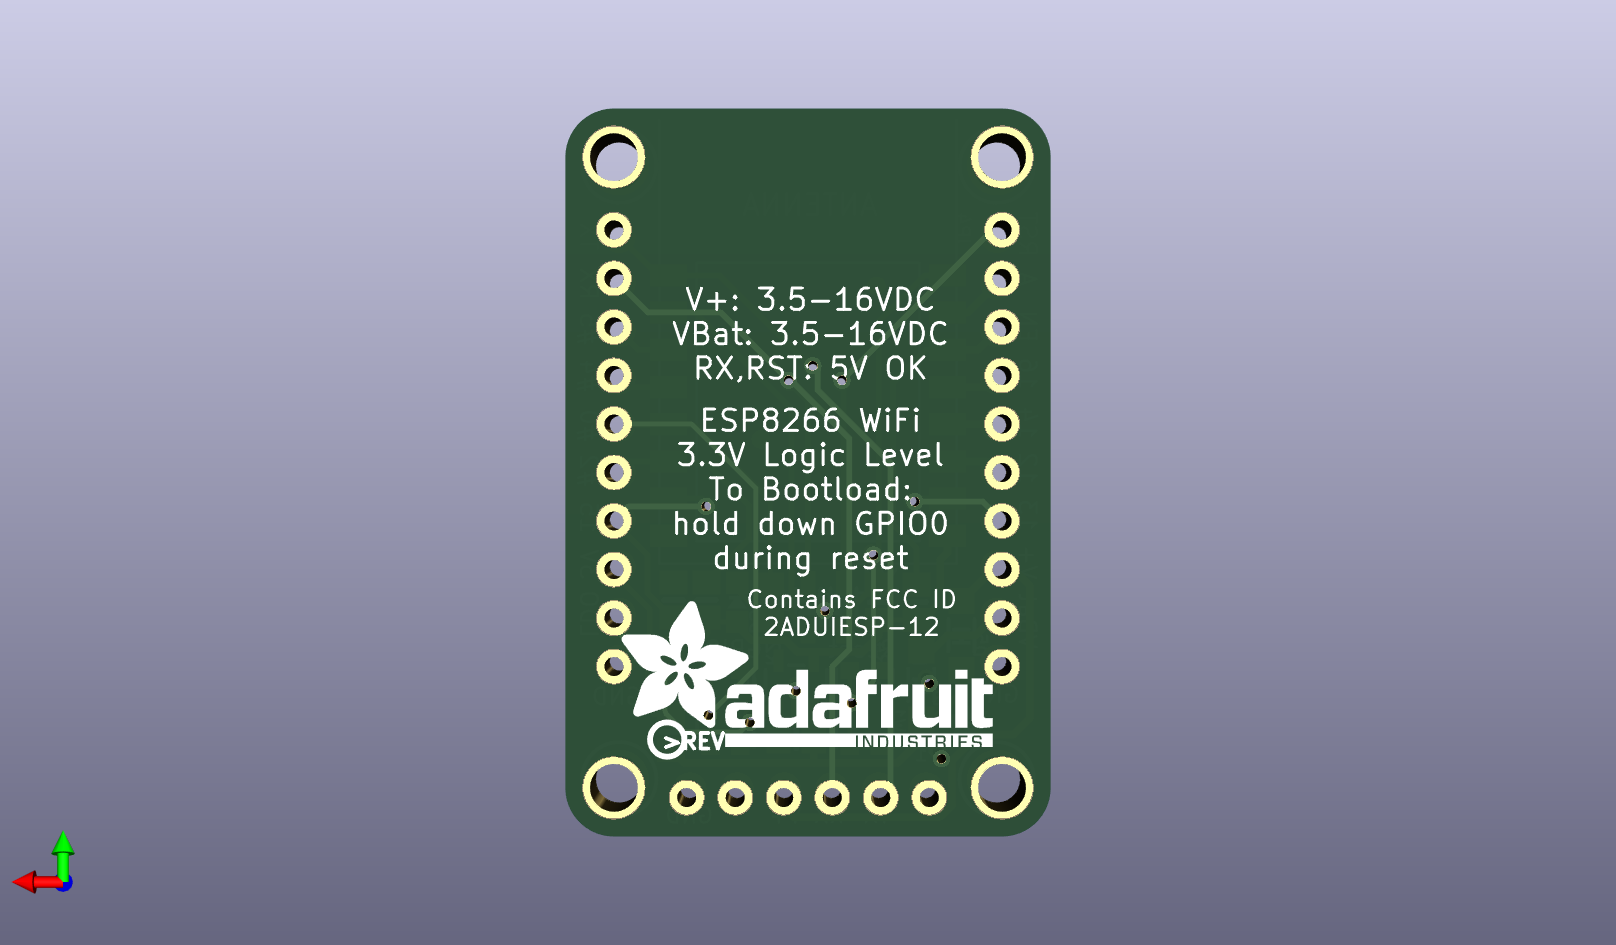 V+: 3.5-16VDC
VBat: 3.5-16VDC
RX,RST: 5V OK
ESP8266 WiFi
3.3V Logic Level
To Bootload:
hold down GPIO0
during reset
Contains FCC ID
2ADUIESP-12
adafruit
>REV
INDUSTRIES